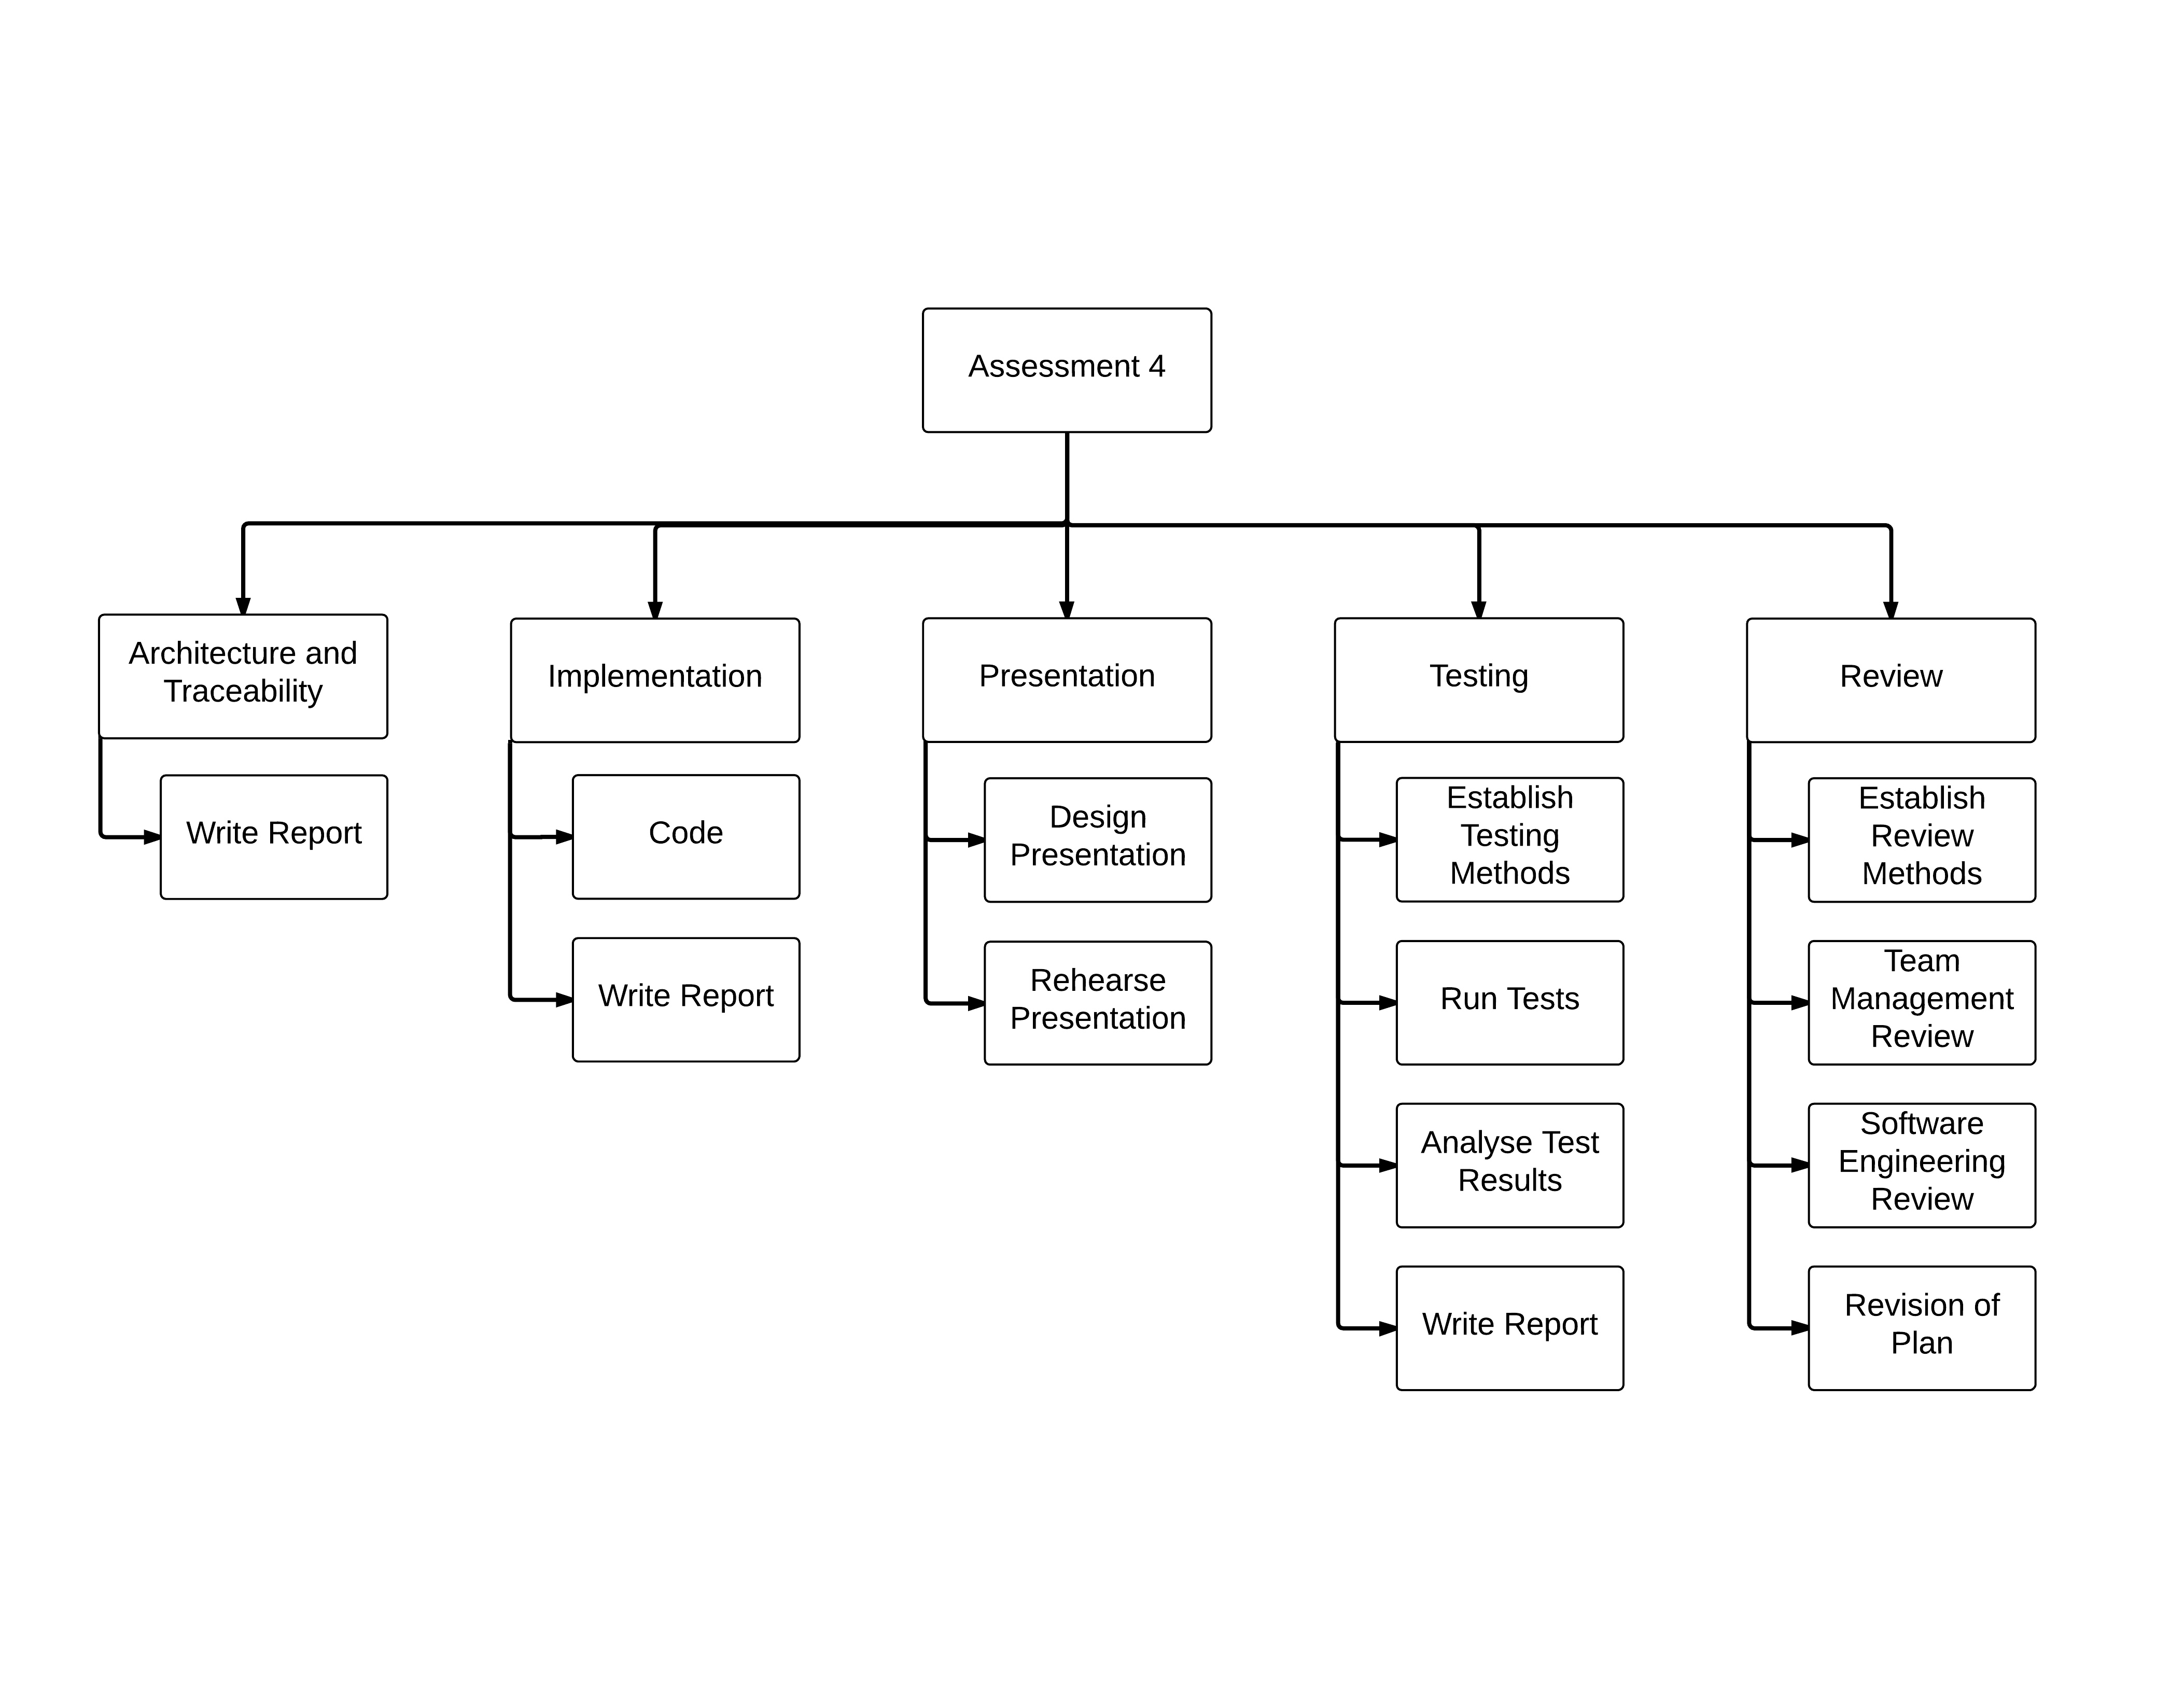 Assessment 4
Architecture and
Traceability
Write Report
Implementation
Code
Write Report
Presentation
Design
Presentation
Rehearse
Presentation
Testing
Establish
Testing
Methods
Run Tests
Analyse Test
Results
Write Report
Review
Establish
Review
Methods
Team
Management
Review
Software
Engineering
Review
Revision of
Plan